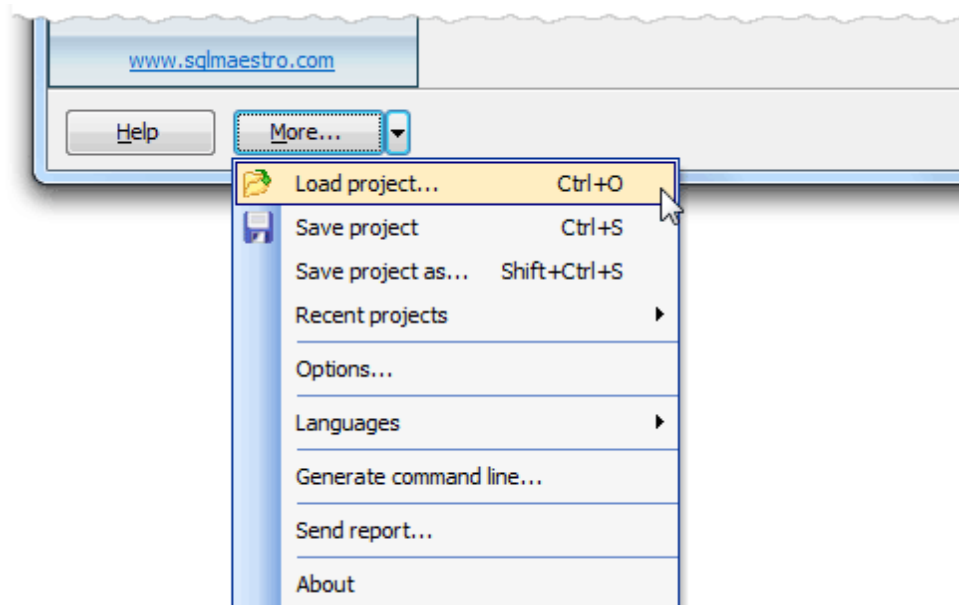 www.sqlmaestro.com
Help More...
Load project... Ctrl+O
Save project Ctrl+S
Save project as... Shift+Ctrl+S
Recent projects
Options...
Languages
Generate command line...
Send report...
About